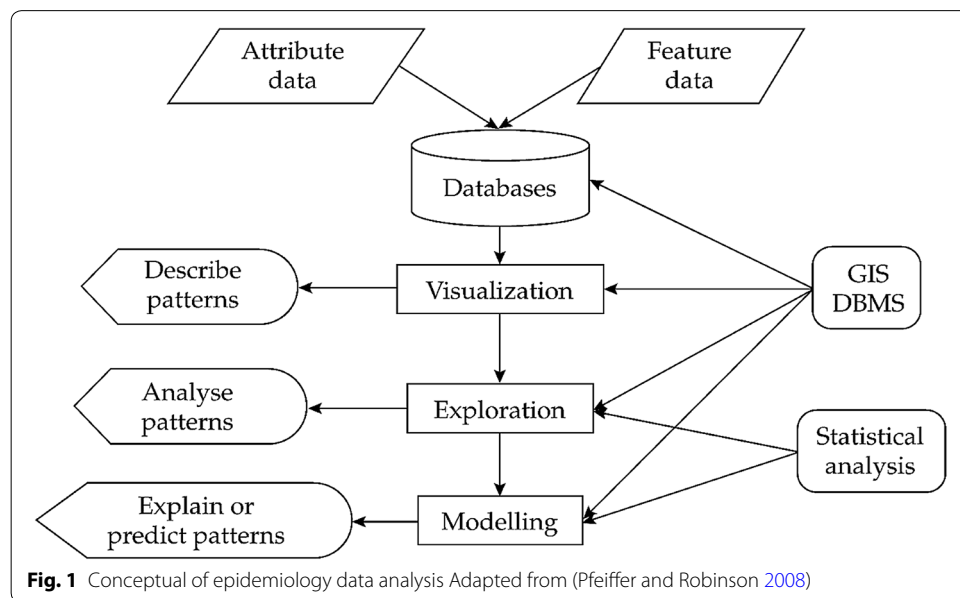 Attribute
data
Feature
data
Databases
Describe
patterns
Visualization
GIS
DBMS
Analyse
patterns
Exploration
Statistical
analysis
Explain or
predict patterns
Modelling
Fig. 1 Conceptual of epidemiology data analysis Adapted from (Pfeiffer and Robinson 2008)